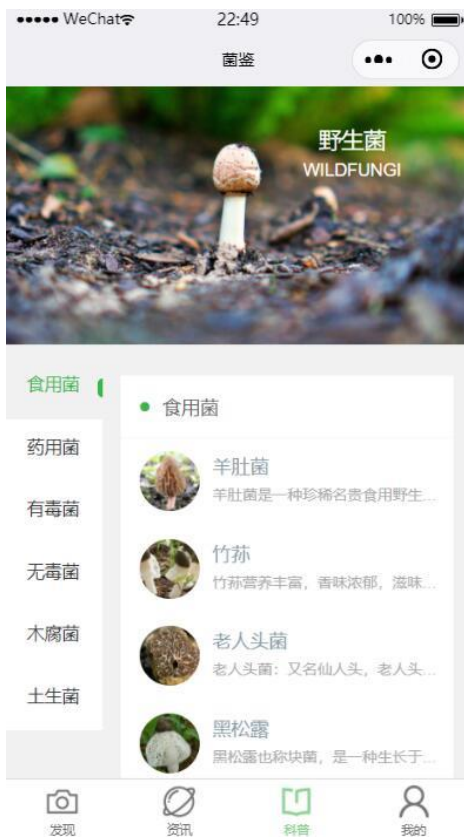 WeChat 22:49 100%
菌鉴
野生菌
WILDFUNGI
食用菌
药用菌
有毒菌
无毒菌
木腐菌
土生菌
食用菌
羊肚菌
羊肚菌是一种珍稀名贵食用野生...
竹荪
竹荪营养丰富，香味浓郁，滋味...
老人头菌
老人头菌：又名仙人头，老人头...
黑松露
黑松露也称块菌，是一种生长于...
发现 资讯 科普 我的